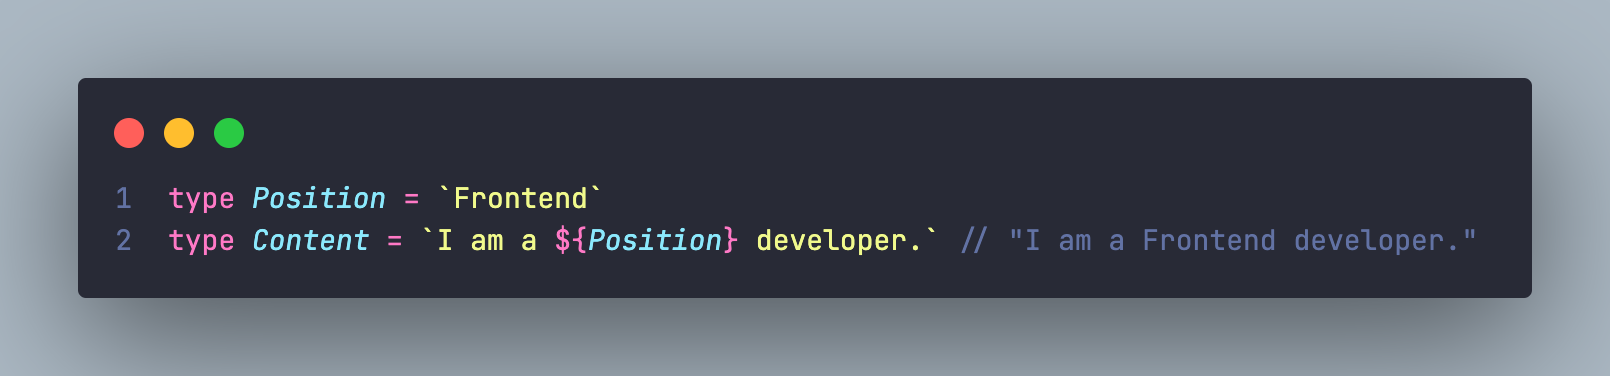 1 type Position = `Frontend`
2 type Content = `I am a ${Position} developer.` // "I am a Frontend developer."